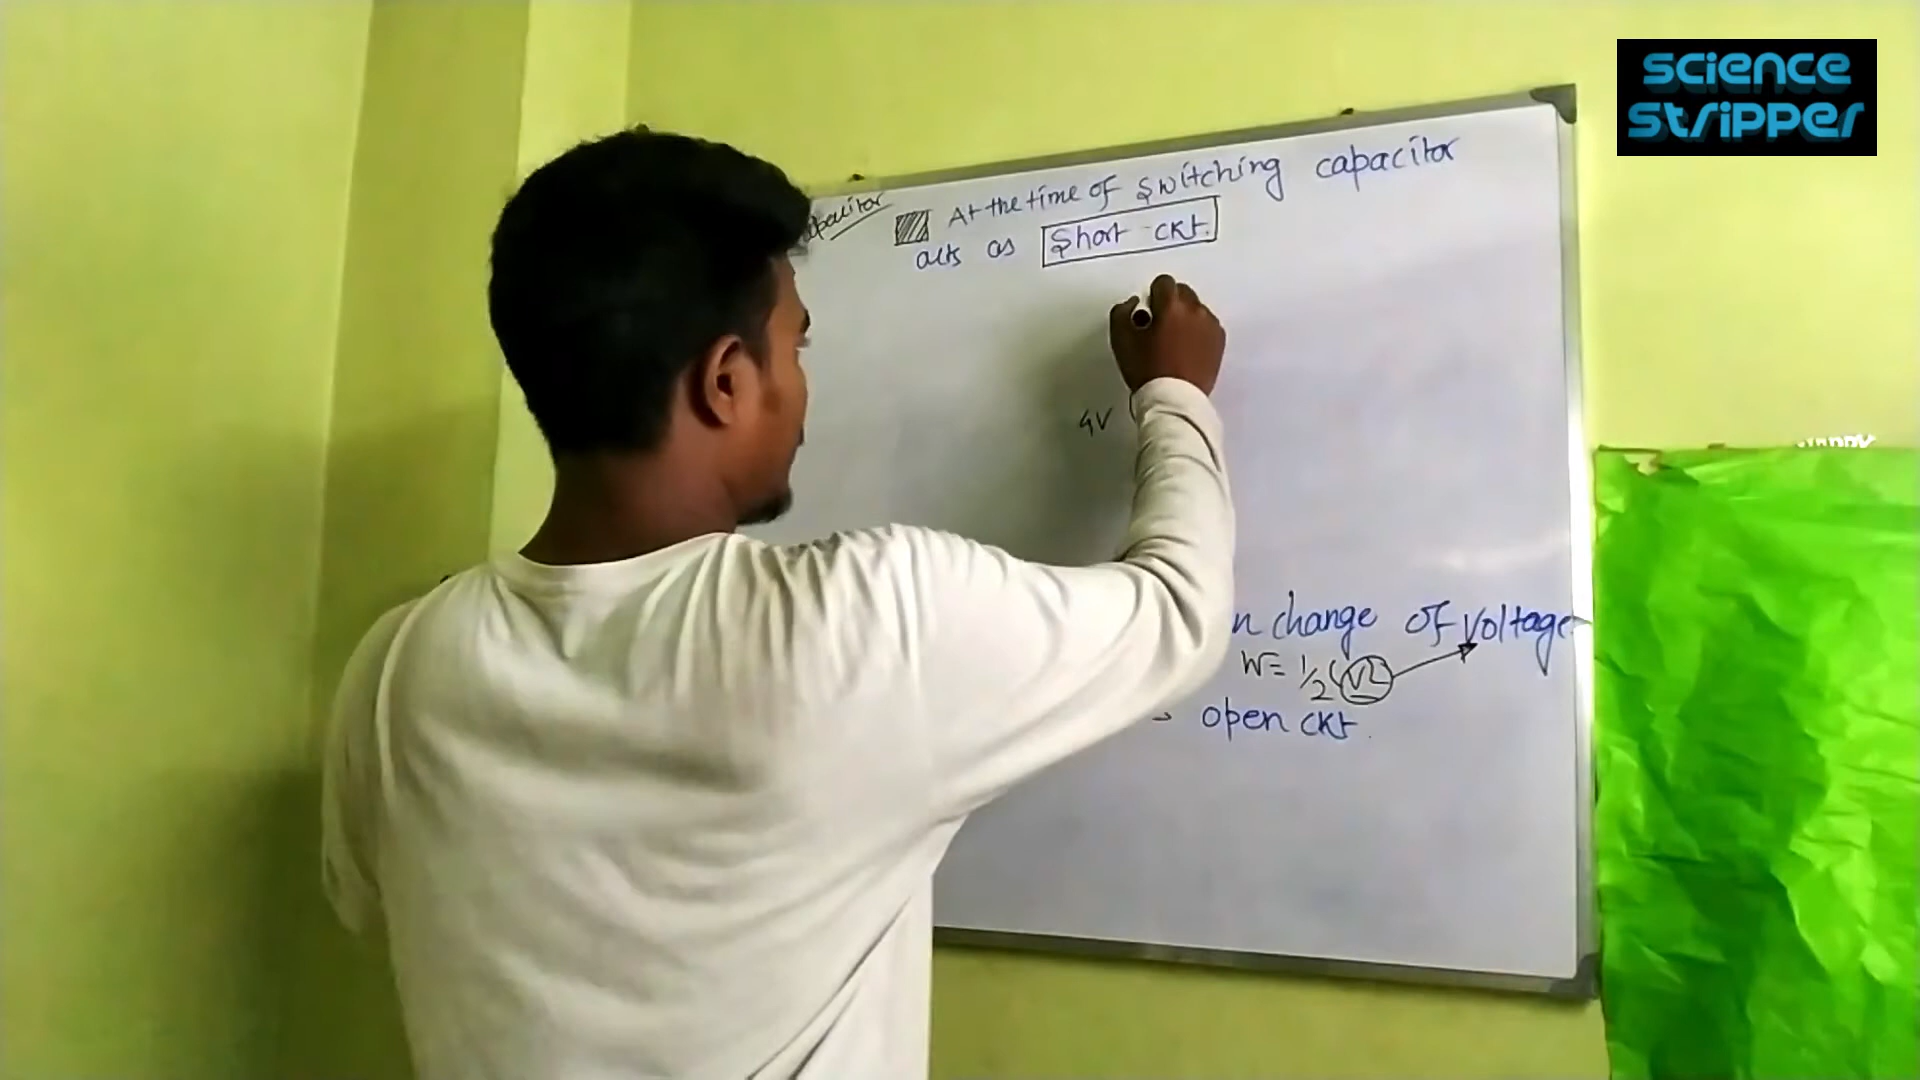 science
stripper
capacitor
At the time of switching capacitor
acts as Short ckt.
4V
n change of voltage
W= 1/2 CV2
open ckt.
HAPPY